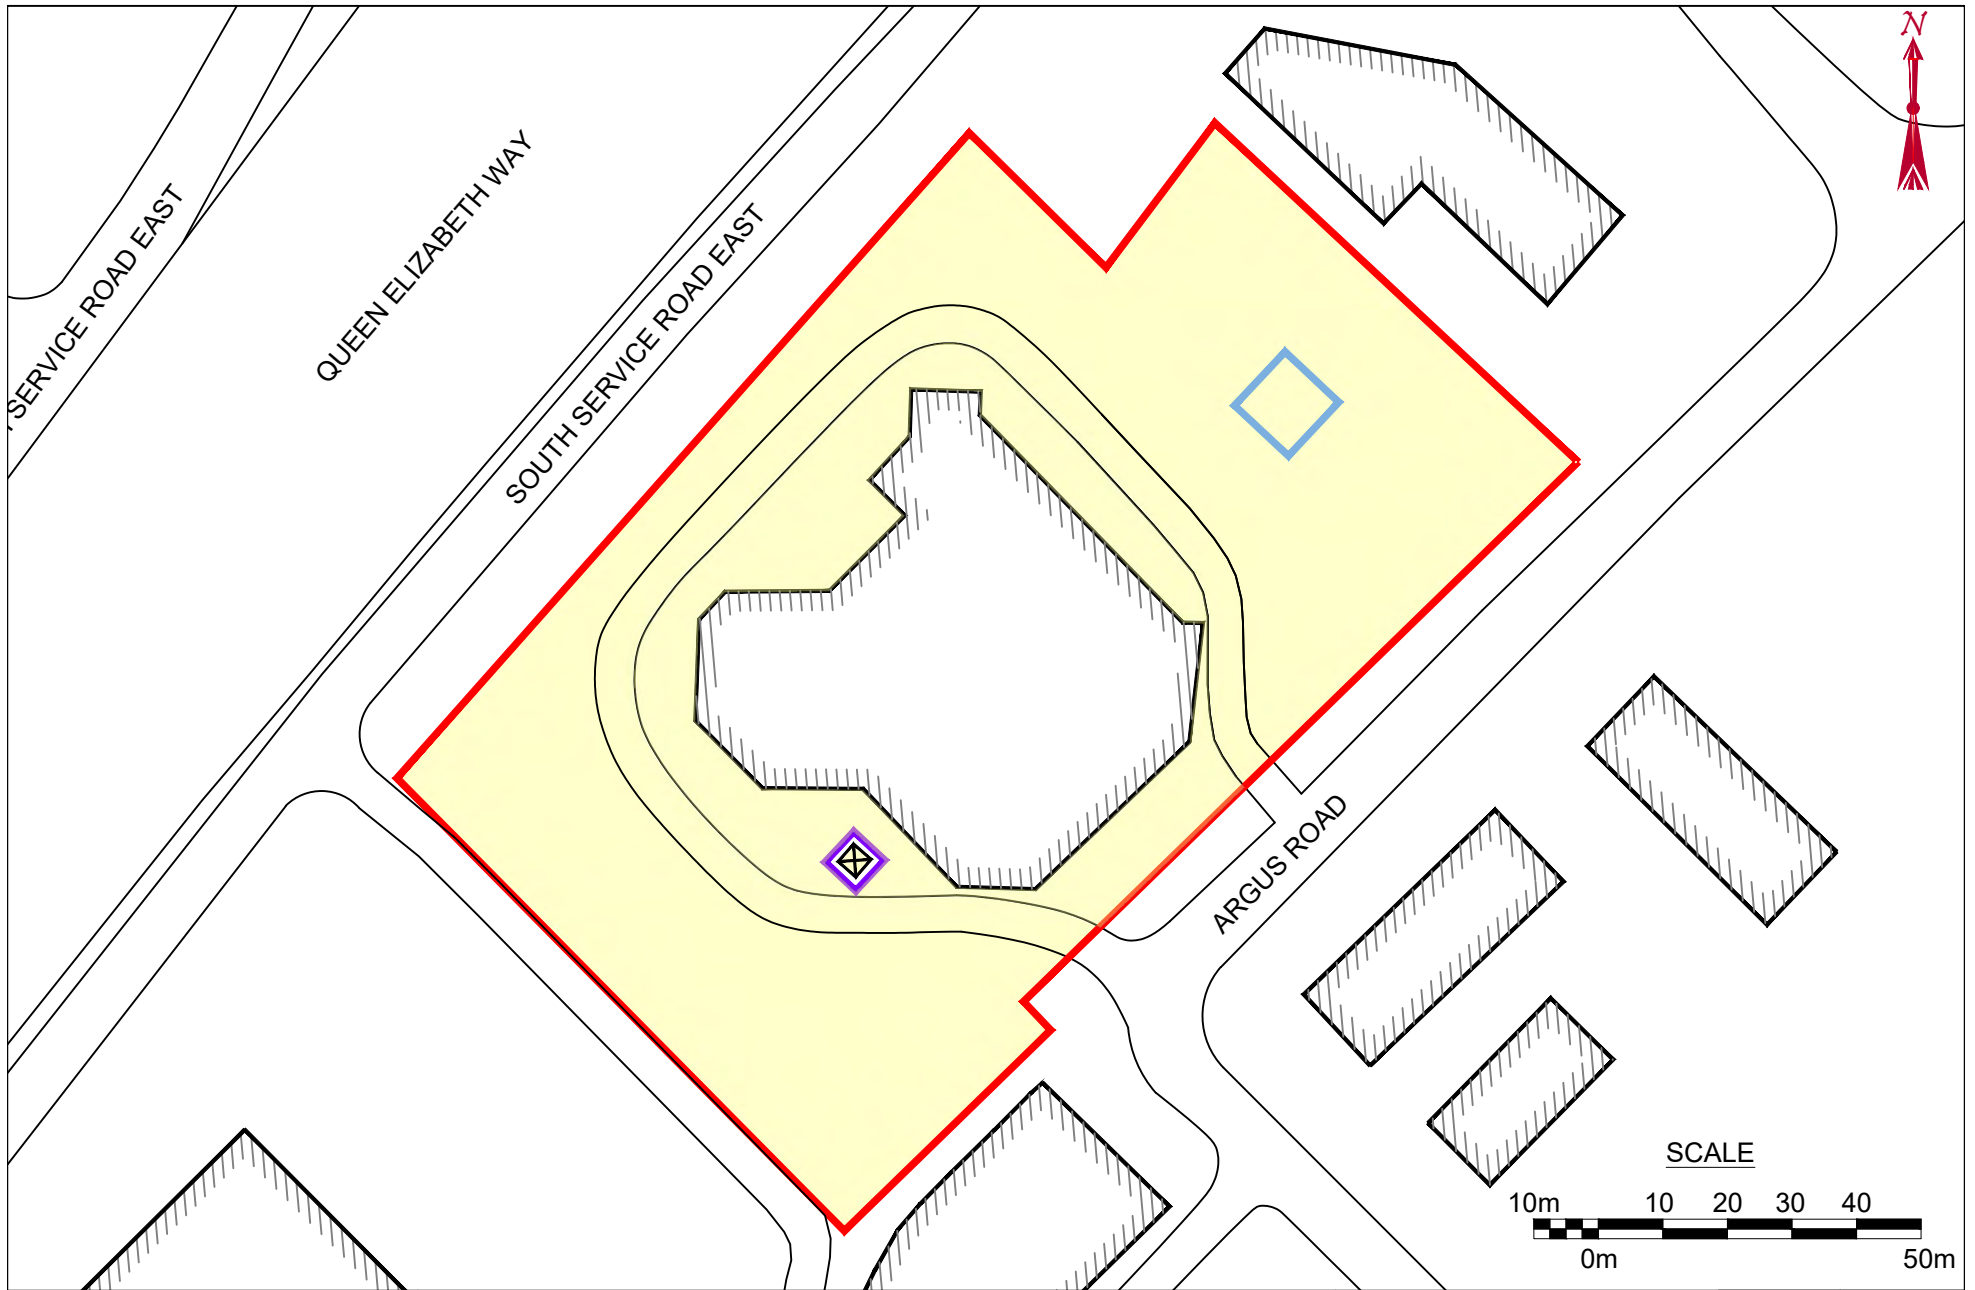 N
SERVICE ROAD EAST
QUEEN ELIZABETH WAY
SOUTH SERVICE ROAD EAST
ARGUS ROAD
SCALE
10m 10 20 30 40
0m 50m